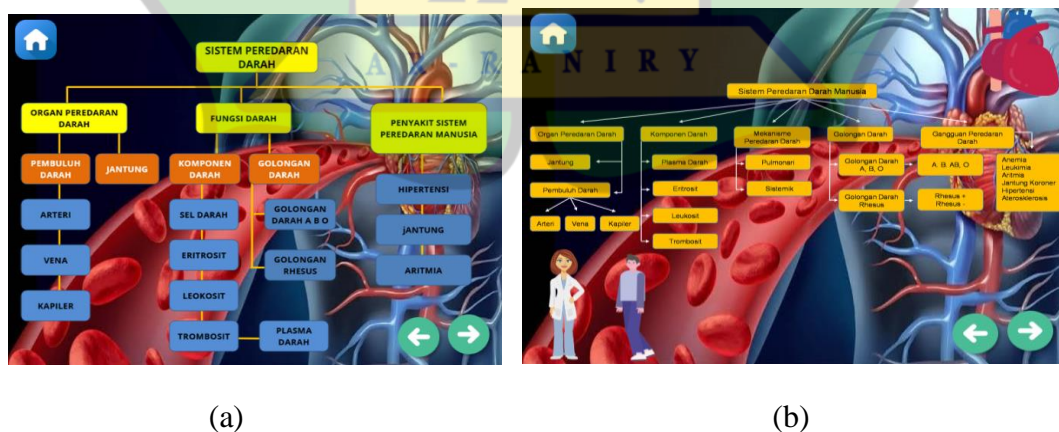 SISTEM PEREDARAN
DARAH
ORGAN PEREDARAN
DARAH
FUNGSI DARAH
PENYAKIT SISTEM
PEREDARAN MANUSIA
PEMBULUH
DARAH
JANTUNG
KOMPONEN
DARAH
GOLONGAN
DARAH
ARTERI
VENA
KAPILER
SEL DARAH
ERITROSIT
LEOKOSIT
TROMBOSIT
PLASMA
DARAH
GOLONGAN
DARAH A B O
GOLONGAN
RHESUS
HIPERTENSI
jANTUNG
ARITMIA
(a)
A N I R Y
Sistem Peredaran Darah Manusia
Organ Peredaran Darah
Komponen Darah
Mekanisme
Peredaran Darah
Golongan Darah
Gangguan Peredaran
Darah
Jantung
Pembuluh Darah
Arteri
Vena
Kapiler
Plasma Darah
Eritrosit
Leukosit
Trombosit
Pulmonari
Sistemik
Golongan Darah
A, B, O
A. B. AB, O
Golongan Darah
Rhesus
Rhesus +
Rhesus -
Anemia
Leukimia
Aritmia
Jantung Koroner
Hipertensi
Aterosklerosis
(b)